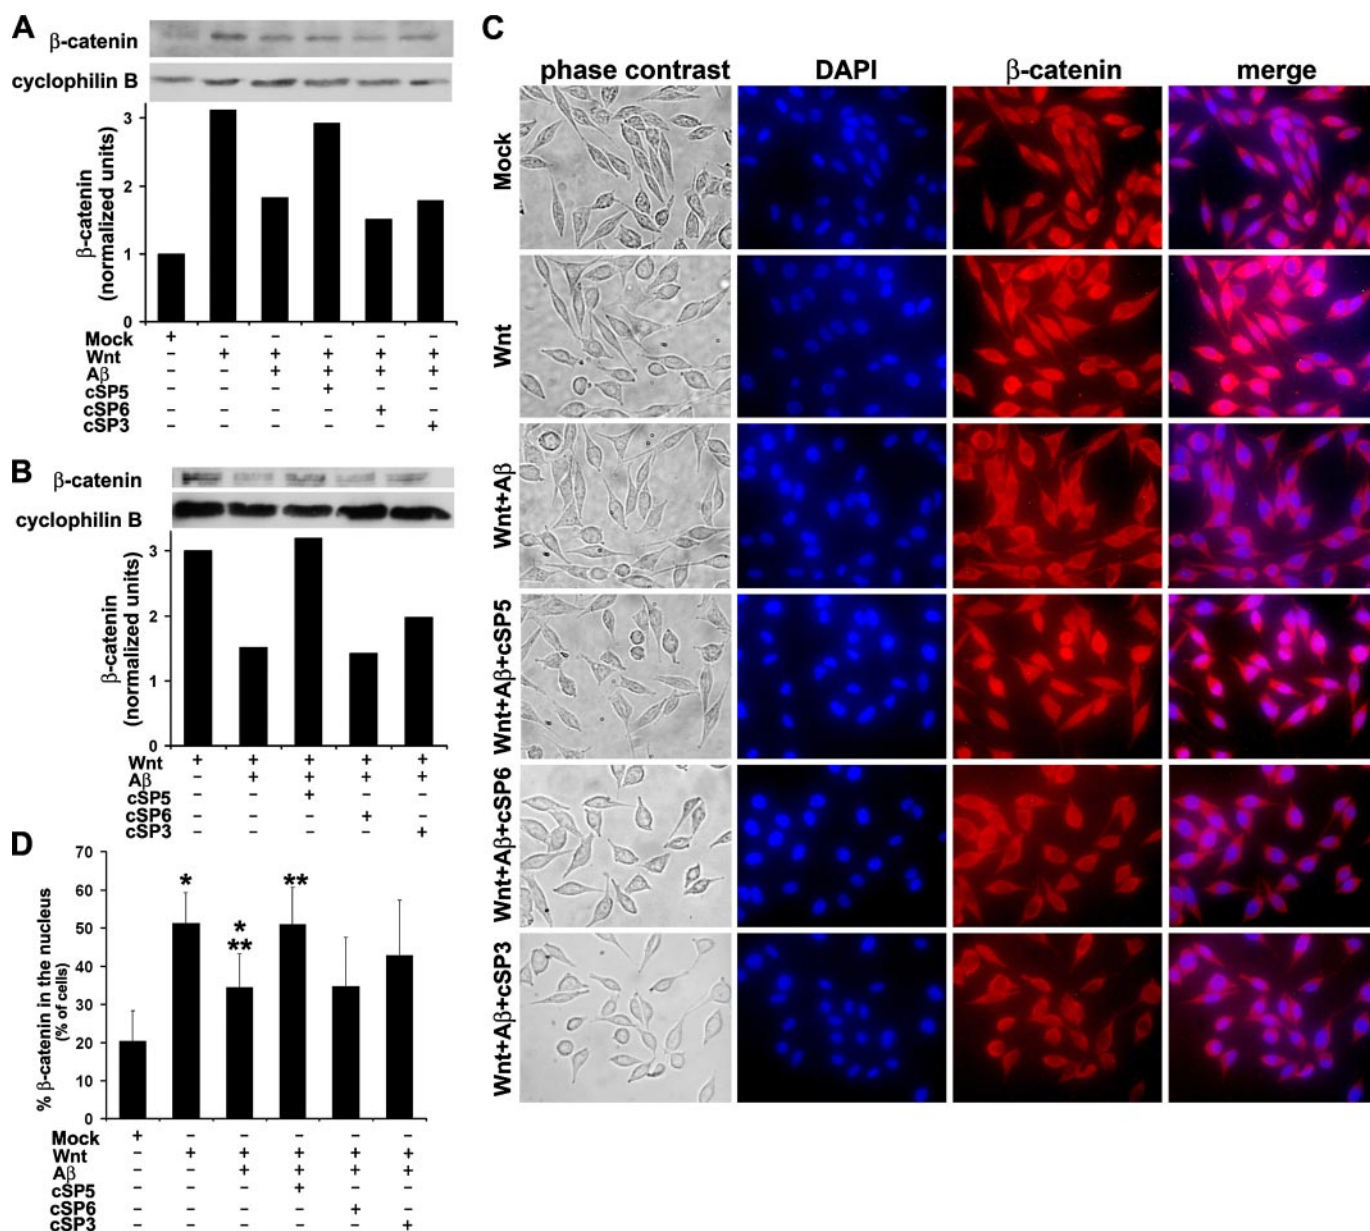 A
β-catenin
cyclophilin B
β-catenin
(normalized units)
3
2
1
0
Mock + – – – – –
Wnt – + + + + +
Aβ – – + + + +
cSP5 – – – + – –
cSP6 – – – – + –
cSP3 – – – – – +
B
β-catenin
cyclophilin B
β-catenin
(normalized units)
3
2
1
0
Wnt + + + + +
Aβ – + + + +
cSP5 – – + – –
cSP6 – – – + –
cSP3 – – – – +
D
% β-catenin in the nucleus
(% of cells)
70
60
50
40
30
20
10
0
*
*
**
**
Mock + – – – – –
Wnt – + + + + +
Aβ – – + + + +
cSP5 – – – + – –
cSP6 – – – – + –
cSP3 – – – – – +
C
phase contrast DAPI β-catenin merge
Mock
Wnt
Wnt+Aβ
Wnt+Aβ+cSP5
Wnt+Aβ+cSP6
Wnt+Aβ+cSP3